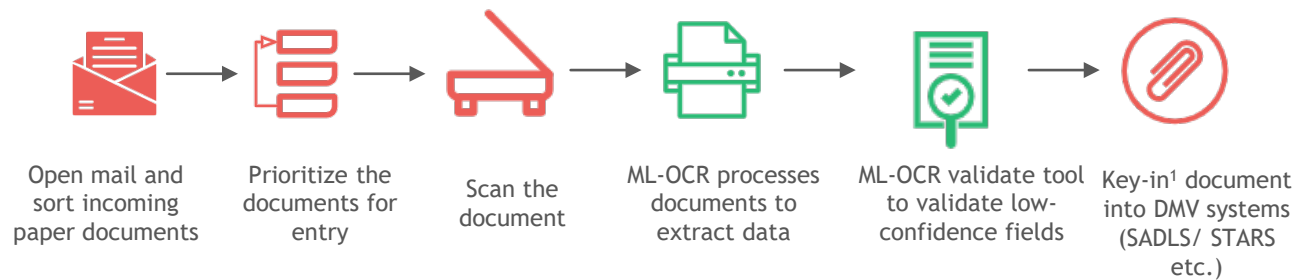 Open mail and
sort incoming
paper documents
Prioritize the
documents for
entry
Scan the
document
ML-OCR processes
documents to
extract data
ML-OCR validate tool
to validate low-
confidence fields
Key-in¹ document
into DMV systems
(SADLS/ STARS
etc.)